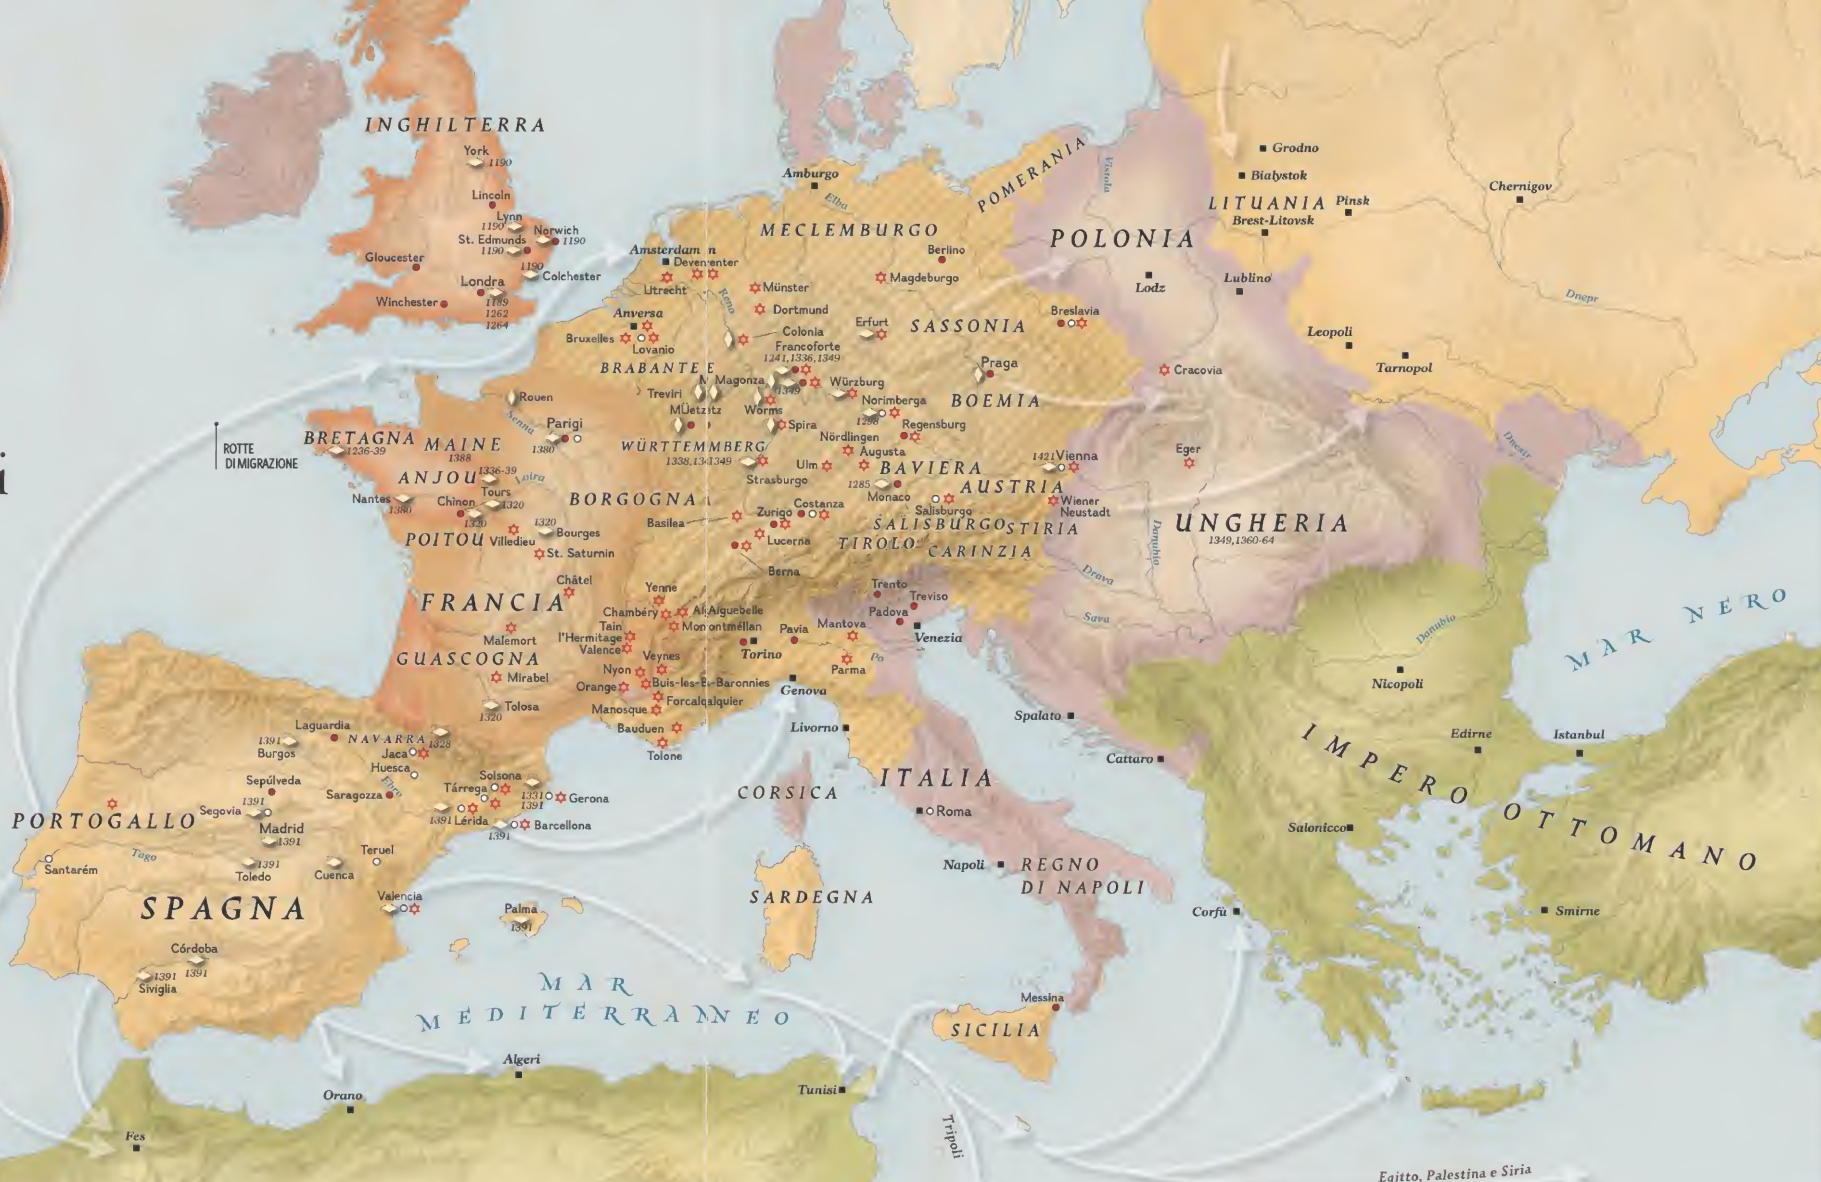 INGHILTERRA
York
1190
Lincoln
Lynn
1190
Norwich
1190
St. Edmunds
1190
Gloucester
1190
Colchester
Londra
1189
1262
1264
Winchester
Amburgo
Elba
POMERANIA
Vistola
MECLEMBURGO
Berlino
Amsterdam
Deventer
Utrecht
Münster
Magdeburgo
Reno
Dortmund
Anversa
Bruxelles
Lovanio
Colonia
Erfurt
SASSONIA
Francoforte
1241,1336,1349
BRABANTE E
Treviri
Magonza
1349
Würzburg
Praga
BOEMIA
Worms
Norimberga
1298
Spira
Regensburg
WÜRTTEMMBERG
Nördlingen
Augusta
Ulm
BAVIERA
Strasburgo
1285
Monaco
1421
Vienna
AUSTRIA
Salisburgo
Wiener
Neustadt
Basilea
Zurigo
Costanza
SALISBURGO
STIRIA
Lucerna
TIROLO
CARINZIA
Berna
POLONIA
Lodz
Breslavia
Cracovia
Grodno
Bialystok
LITUANIA
Pinsk
Brest-Litovsk
Chernigov
Lublino
Dnepr
Leopoli
Tarnopol
Dnestr
Eger
UNGHERIA
1349,1360-64
Danubio
Drava
Sava
ROTTE
DI MIGRAZIONE
i
Rouen
Senna
Parigi
1380
BRETAGNA
1236-39
MAINE
1388
ANJOU
1336-39
Loira
Tours
1320
Nantes
1380
Chinon
1320
BORGOGNA
POITOU
Villedieu
1320
Bourges
St. Saturnin
Châtel
FRANCIA
Malemort
GUASCOGNA
Mirabel
Tolosa
1320
Yenne
Chambéry
Tain
l'Hermitage
Valence
Veynes
Nyon
Buis-les-B-Baronnies
Orange
Manosque
Bauduen
Tolone
Torino
Pavia
Mantova
Parma
Po
Trento
Treviso
Padova
Venezia
Genova
Livorno
Spalato
Cattaro
ITALIA
CORSICA
Roma
Napoli
REGNO
DI NAPOLI
SARDEGNA
Messina
SICILIA
Laguardia
NAVARRA
1328
1391
Burgos
Jaca
Huesca
Ebro
Sepúlveda
Saragozza
Solsona
Tárrega
1331
1391
Gerona
1391
Lérida
1391
Barcellona
1391
Segovia
Madrid
1391
PORTOGALLO
Tago
Santarém
1391
Toledo
Cuenca
Teruel
Valencia
SPAGNA
Palma
1391
Córdoba
1391
1391
Siviglia
MAR
MEDITERRANEO
Algeri
Orano
Fes
Tunisi
Tripoli
Egitto, Palestina e Siria
Corfù
Danubio
MAR NERO
Nicopoli
Edirne
Istanbul
Salonicco
Smirne
IMPERO OTTOMANO